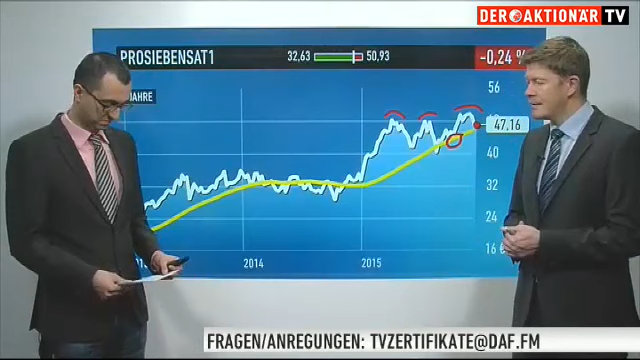 DER AKTIONÄR TV
PROSIEBENSAT1
32,63
50,93
-0,24 %
JAHRE
56
47.16
40
32
24
16 €
2014
2015
FRAGEN/ANREGUNGEN: TVZERTIFIKATE@DAF.FM